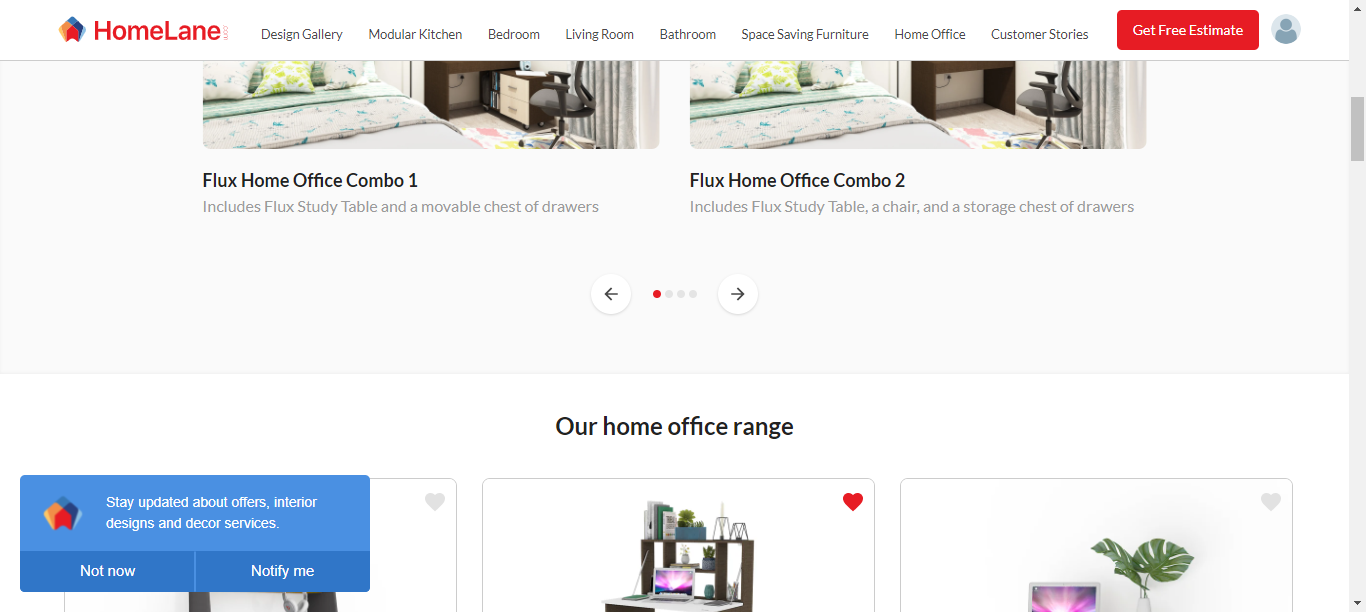 HomeLane
Design Gallery
Modular Kitchen
Bedroom
Living Room
Bathroom
Space Saving Furniture
Home Office
Customer Stories
Get Free Estimate
Flux Home Office Combo 1
Includes Flux Study Table and a movable chest of drawers
Flux Home Office Combo 2
Includes Flux Study Table, a chair, and a storage chest of drawers
Our home office range
Stay updated about offers, interior
designs and decor services.
Not now
Notify me